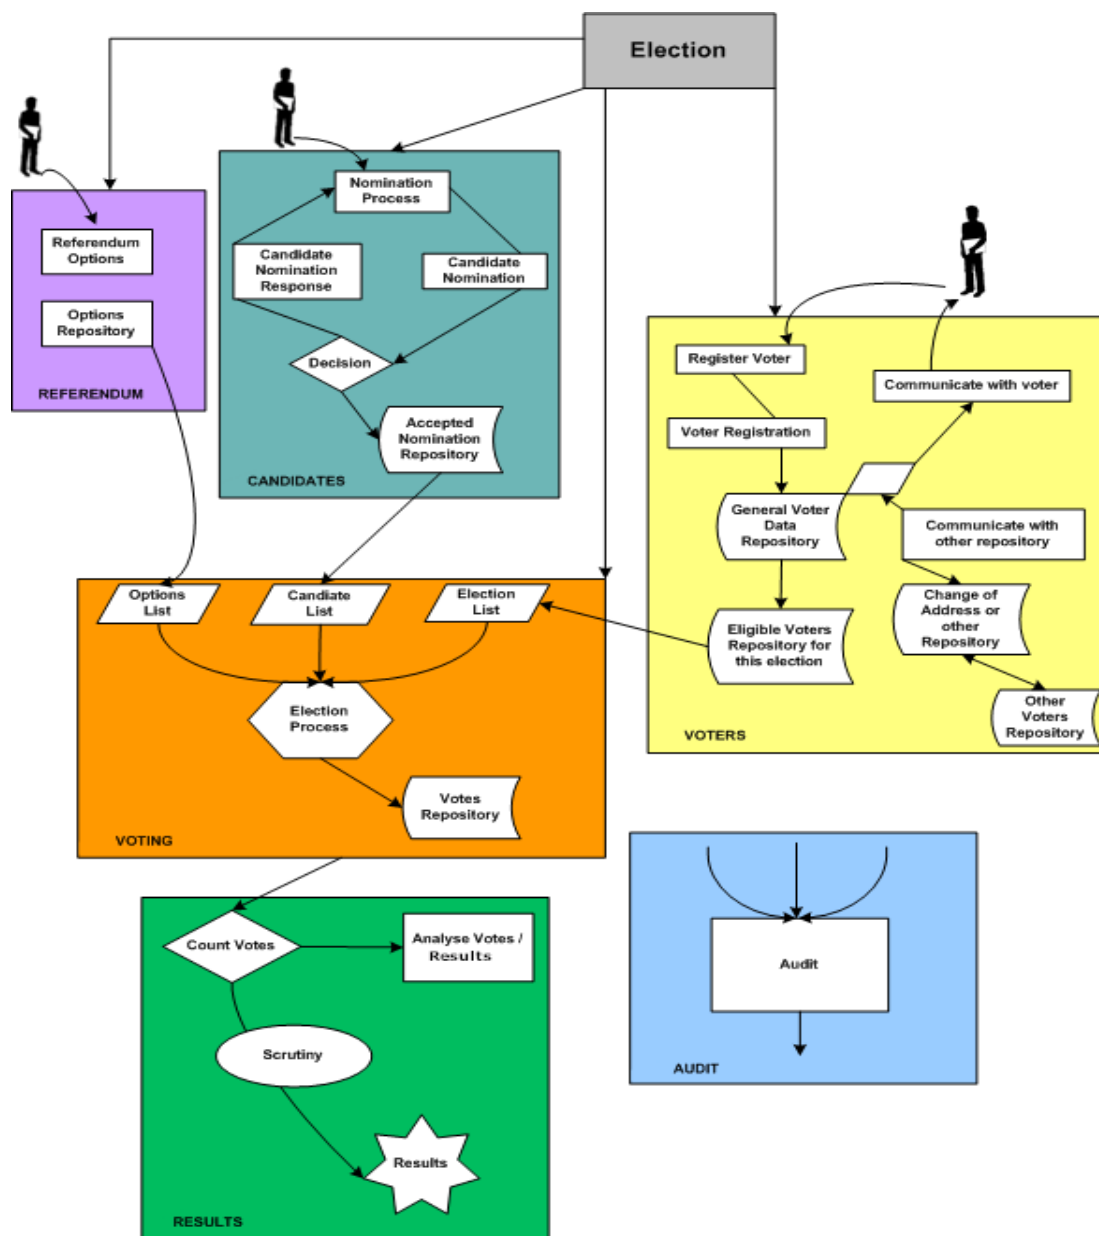 Election
Nomination
Process
Candidate
Nomination
Response
Candidate
Nomination
Decision
Accepted
Nomination
Repository
CANDIDATES
Referendum
Options
Options
Repository
REFERENDUM
Register Voter
Communicate with voter
Voter Registration
General Voter
Data
Repository
Communicate with
other repository
Eligible Voters
Repository for
this election
Change of
Address or
other
Repository
Other
Voters
Repository
VOTERS
Options
List
Candiate
List
Election
List
Election
Process
Votes
Repository
VOTING
Count Votes
Analyse Votes /
Results
Scrutiny
Results
RESULTS
Audit
AUDIT